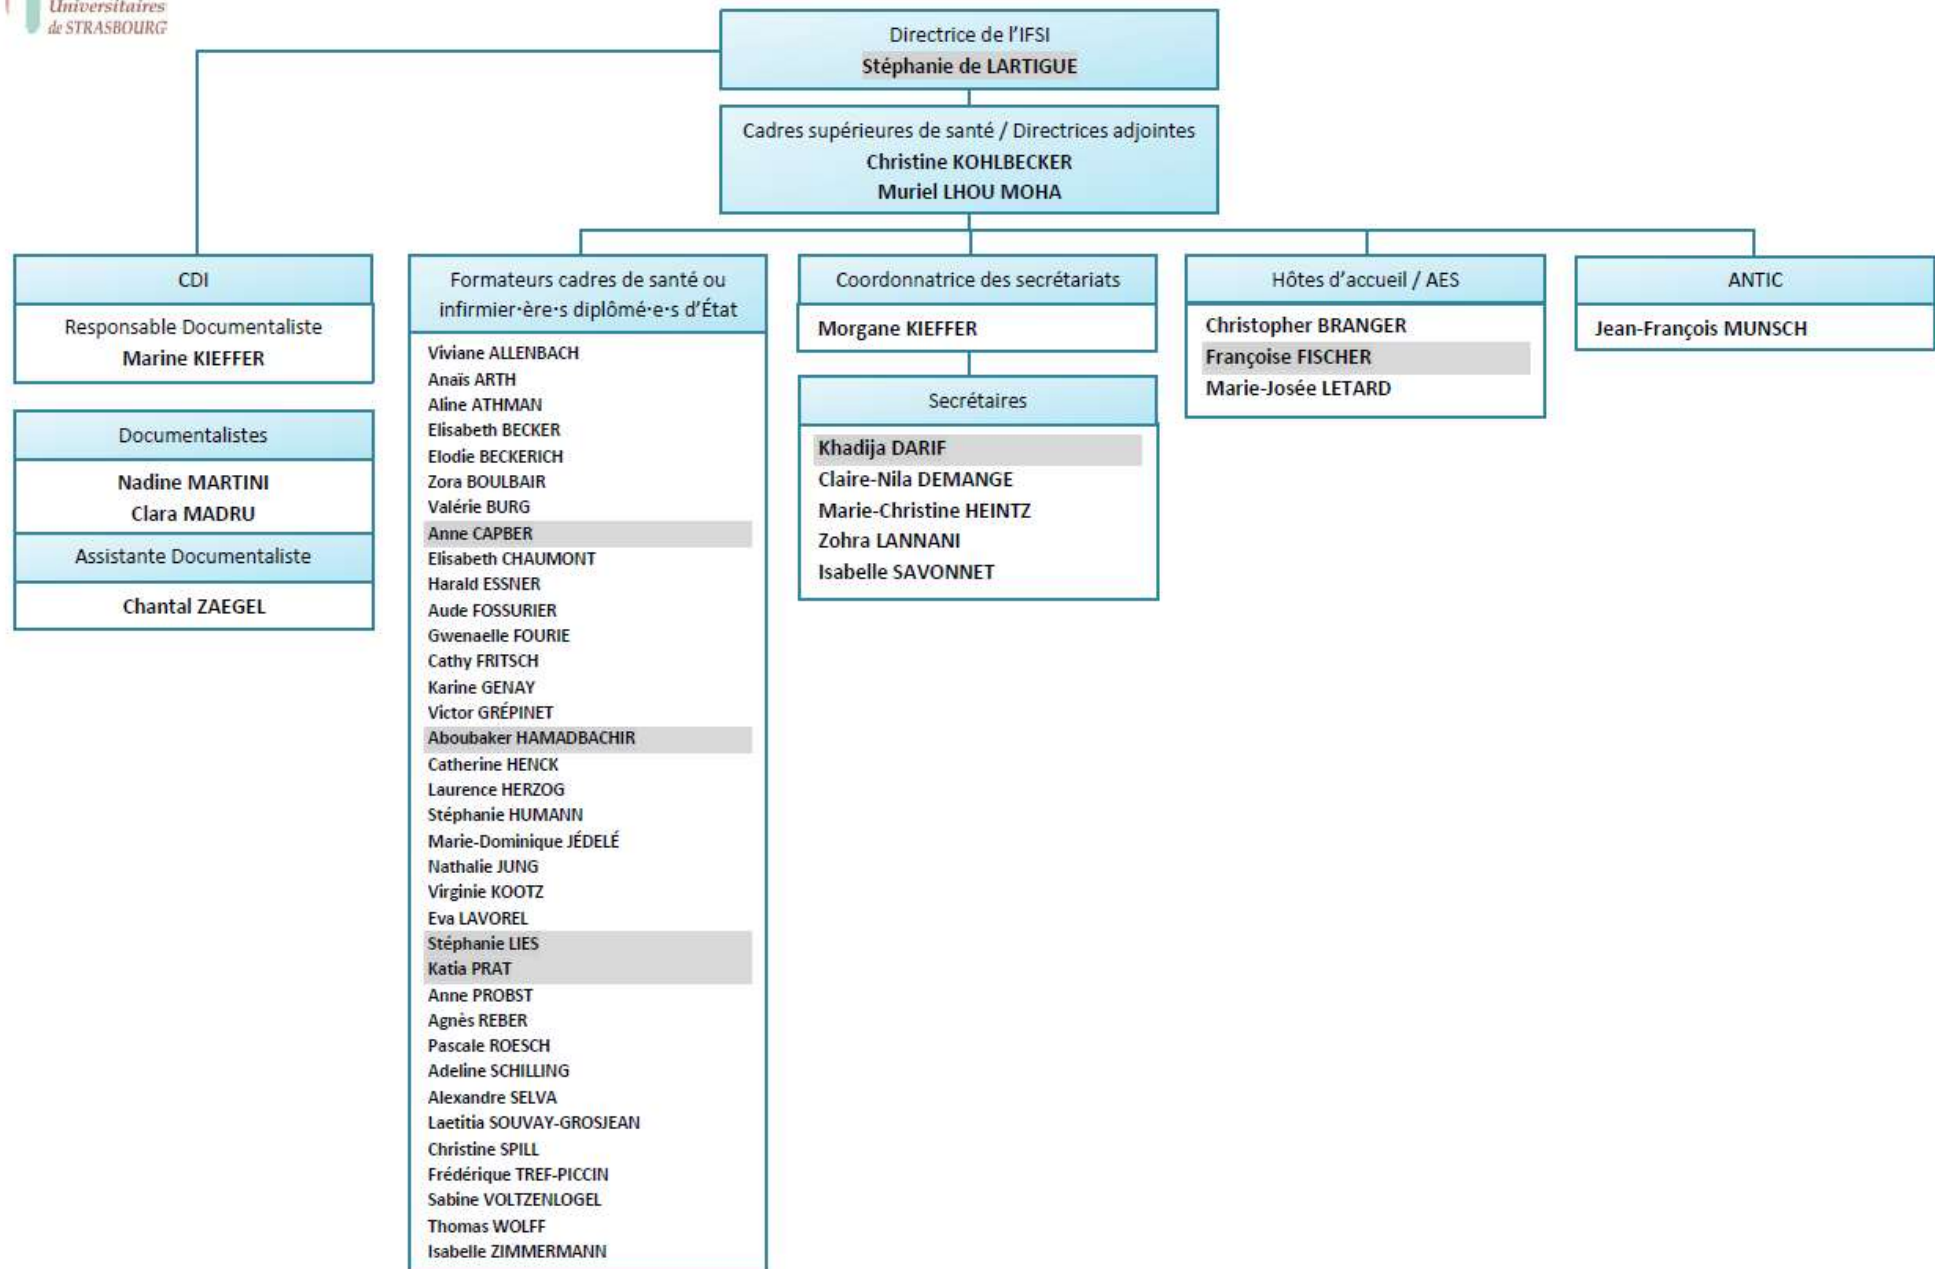 Universitaires
de STRASBOURG
Directrice de l'IFSI
Stéphanie de LARTIGUE
Cadres supérieures de santé / Directrices adjointes
Christine KOHLBECKER
Muriel LHOU MOHA
CDI
Responsable Documentaliste
Marine KIEFFER
Documentalistes
Nadine MARTINI
Clara MADRU
Assistante Documentaliste
Chantal ZAEGEL
Formateurs cadres de santé ou
infirmier·ère·s diplômé·e·s d'État
Viviane ALLENBACH
Anaïs ARTH
Aline ATHMAN
Elisabeth BECKER
Elodie BECKERICH
Zora BOULBAIR
Valérie BURG
Anne CAPBER
Elisabeth CHAUMONT
Harald ESSNER
Aude FOSSURIER
Gwenaelle FOURIE
Cathy FRITSCH
Karine GENAY
Victor GRÉPINET
Aboubaker HAMADBACHIR
Catherine HENCK
Laurence HERZOG
Stéphanie HUMANN
Marie-Dominique JÉDELÉ
Nathalie JUNG
Virginie KOOTZ
Eva LAVOREL
Stéphanie LIES
Katia PRAT
Anne PROBST
Agnès REBER
Pascale ROESCH
Adeline SCHILLING
Alexandre SELVA
Laetitia SOUVAY-GROSJEAN
Christine SPILL
Frédérique TREF-PICCIN
Sabine VOLTZENLOGEL
Thomas WOLFF
Isabelle ZIMMERMANN
Coordonnatrice des secrétariats
Morgane KIEFFER
Secrétaires
Khadija DARIF
Claire-Nila DEMANGE
Marie-Christine HEINTZ
Zohra LANNANI
Isabelle SAVONNET
Hôtes d'accueil / AES
Christopher BRANGER
Françoise FISCHER
Marie-Josée LETARD
ANTIC
Jean-François MUNSCH